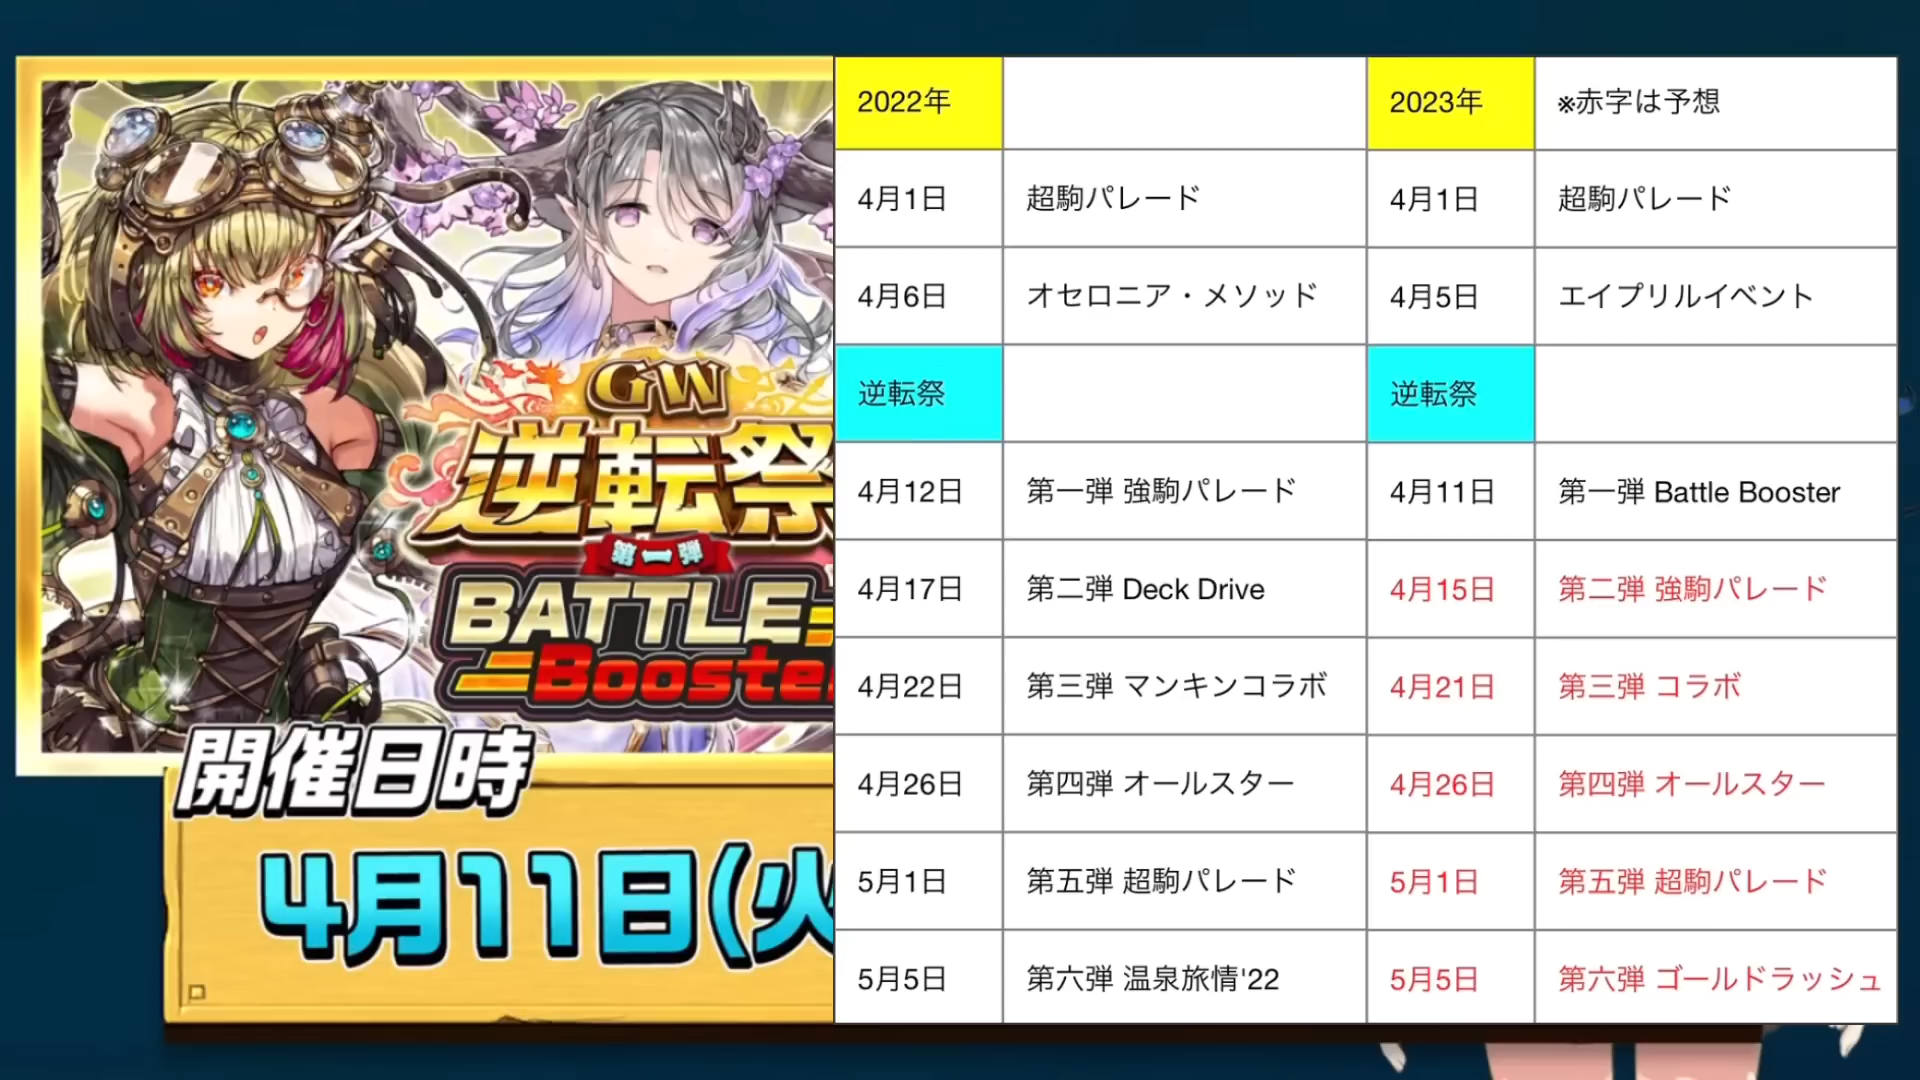 GW
逆転祭
第一弾
BATTLE
Booste
開催日時
4月11日(火
2022年 2023年 ※赤字は予想
4月1日 超駒パレード 4月1日 超駒パレード
4月6日 オセロニア・メソッド 4月5日 エイプリルイベント
逆転祭 逆転祭
4月12日 第一弾 強駒パレード 4月11日 第一弾 Battle Booster
4月17日 第二弾 Deck Drive 4月15日 第二弾 強駒パレード
4月22日 第三弾 マンキンコラボ 4月21日 第三弾 コラボ
4月26日 第四弾 オールスター 4月26日 第四弾 オールスター
5月1日 第五弾 超駒パレード 5月1日 第五弾 超駒パレード
5月5日 第六弾 温泉旅情'22 5月5日 第六弾 ゴールドラッシュ